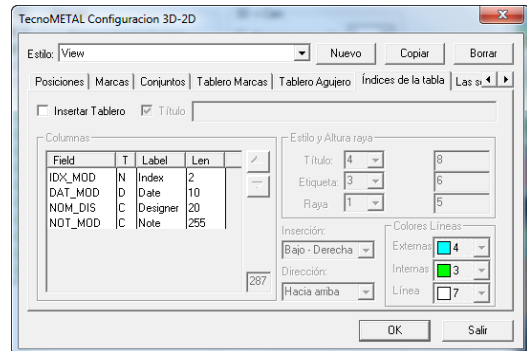 TecnoMETAL Configuracion 3D-2D
Estilo: View Nuevo Copiar Borrar
Posiciones Marcas Conjuntos Tablero Marcas Tablero Agujero Índices de la tabla
Insertar Tablero Título
Columnas
Field T Label Len
IDX_MOD N Index 2
DAT_MOD D Date 10
NOM_DIS C Designer 20
NOT_MOD C Note 255
287
Estilo y Altura raya
Título: 4 8
Etiqueta: 3 6
Raya 1 5
Inserción:
Bajo - Derecha
Dirección:
Hacia arriba
Colores Líneas
Externas 4
Internas 3
Línea 7
OK Salir